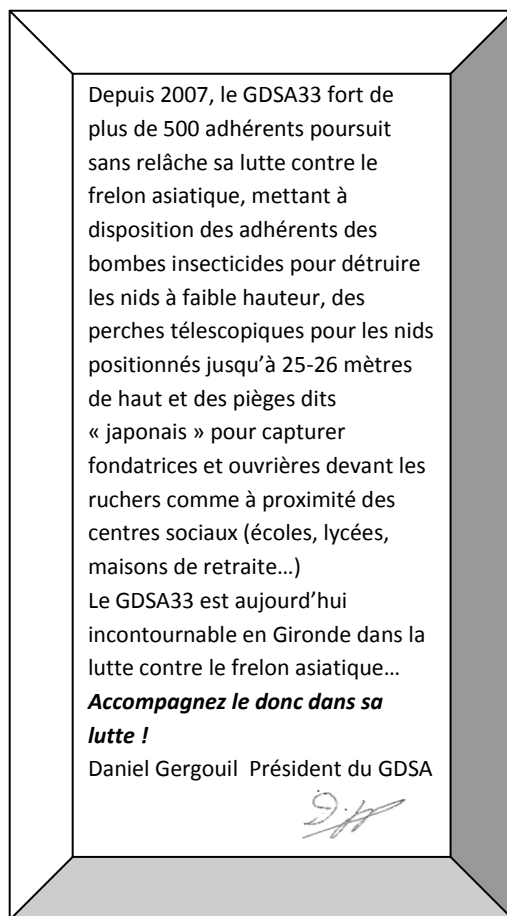 Depuis 2007, le GDSA33 fort de
plus de 500 adhérents poursuit
sans relâche sa lutte contre le
frelon asiatique, mettant à
disposition des adhérents des
bombes insecticides pour détruire
les nids à faible hauteur, des
perches télescopiques pour les nids
positionnés jusqu'à 25-26 mètres
de haut et des pièges dits
« japonais » pour capturer
fondatrices et ouvrières devant les
ruchers comme à proximité des
centres sociaux (écoles, lycées,
maisons de retraite…)
Le GDSA33 est aujourd'hui
incontournable en Gironde dans la
lutte contre le frelon asiatique…
Accompagnez le donc dans sa
lutte !
Daniel Gergouil  Président du GDSA